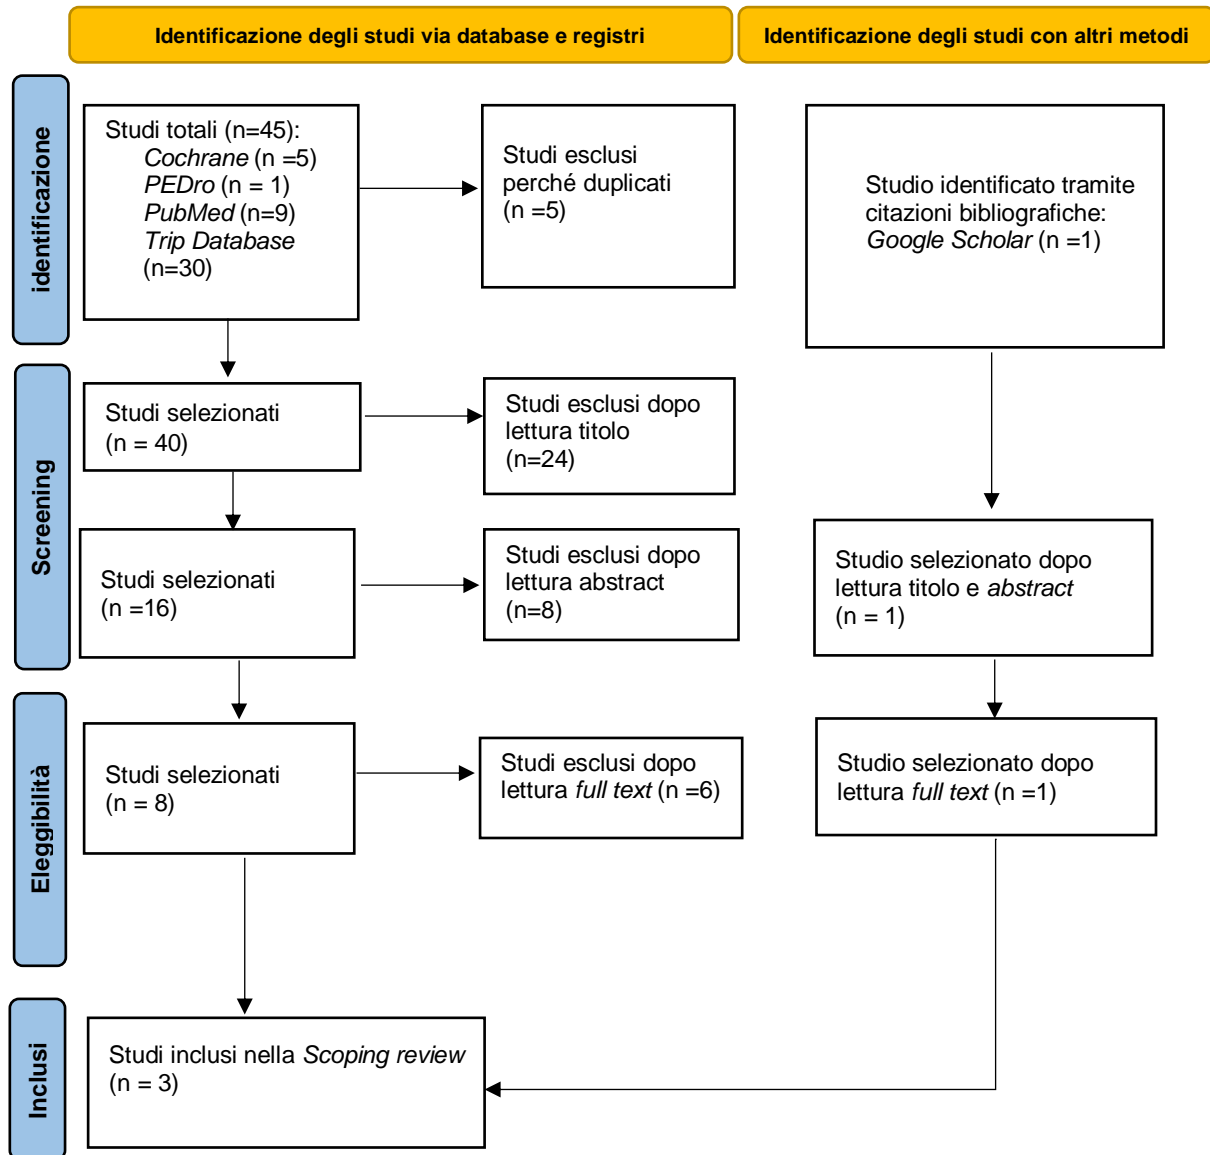 Identificazione degli studi via database e registri
Identificazione degli studi con altri metodi
identificazione
Studi totali (n=45):
Cochrane (n =5)
PEDro (n = 1)
PubMed (n=9)
Trip Database
(n=30)
Studi esclusi
perché duplicati
(n =5)
Studio identificato tramite
citazioni bibliografiche:
Google Scholar (n =1)
Screening
Studi selezionati
(n = 40)
Studi esclusi dopo
lettura titolo
(n=24)
Studi selezionati
(n =16)
Studi esclusi dopo
lettura abstract
(n=8)
Studio selezionato dopo
lettura titolo e abstract
(n = 1)
Eleggibilità
Studi selezionati
(n = 8)
Studi esclusi dopo
lettura full text (n =6)
Studio selezionato dopo
lettura full text (n =1)
Inclusi
Studi inclusi nella Scoping review
(n = 3)